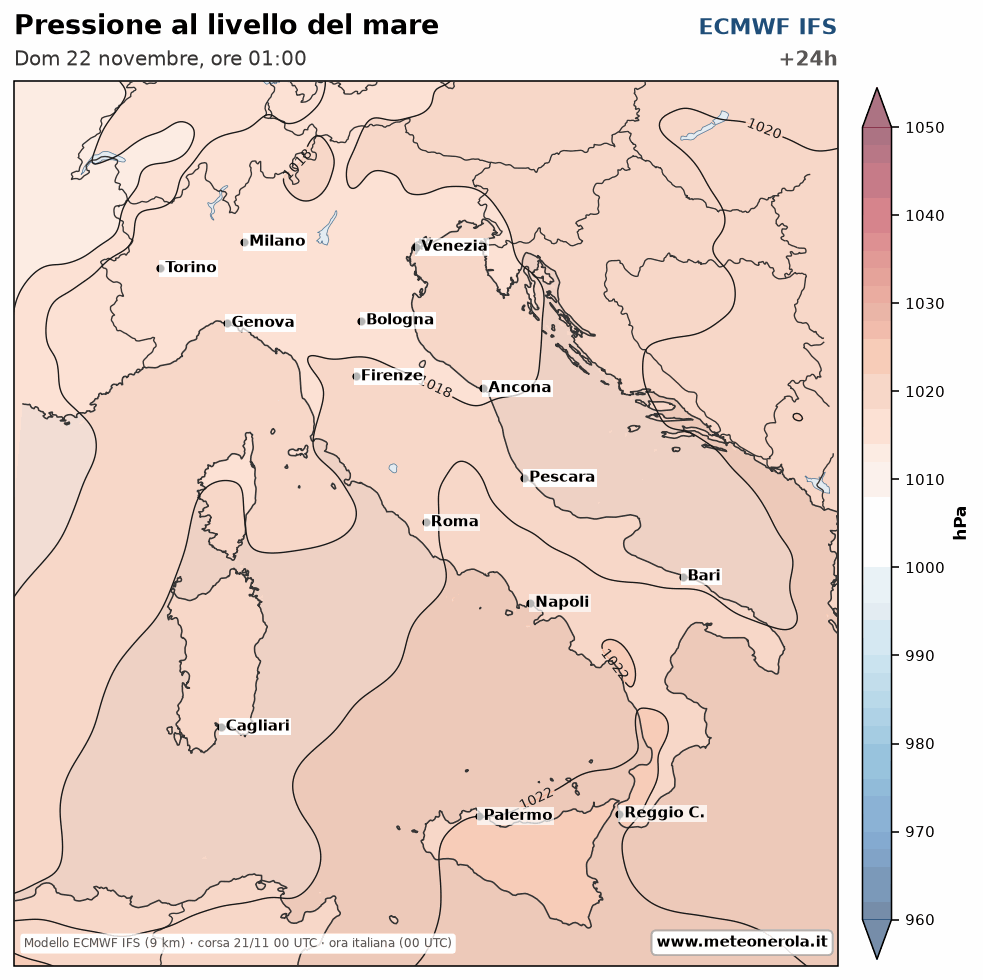 Pressione al livello del mare
ECMWF IFS
Dom 22 novembre, ore 01:00
+24h
1020
1018
Milano
Venezia
Torino
Genova
Bologna
Firenze
1018
Ancona
Pescara
Roma
Bari
Napoli
1022
Cagliari
1022
Palermo
Reggio C.
Modello ECMWF IFS (9 km) · corsa 21/11 00 UTC · ora italiana (00 UTC)
www.meteonerola.it
1050
1040
1030
1020
1010
1000
990
980
970
960
hPa